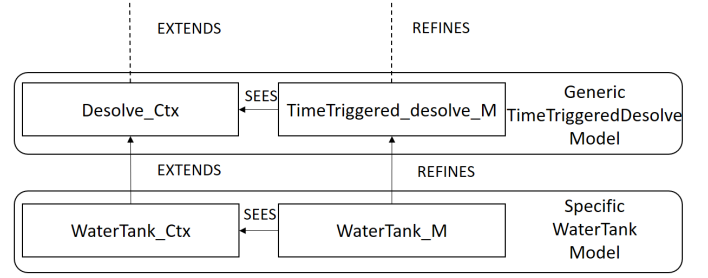 EXTENDS
REFINES
Desolve_Ctx
SEES
TimeTriggered_desolve_M
Generic
TimeTriggeredDesolve
Model
EXTENDS
REFINES
WaterTank_Ctx
SEES
WaterTank_M
Specific
WaterTank
Model